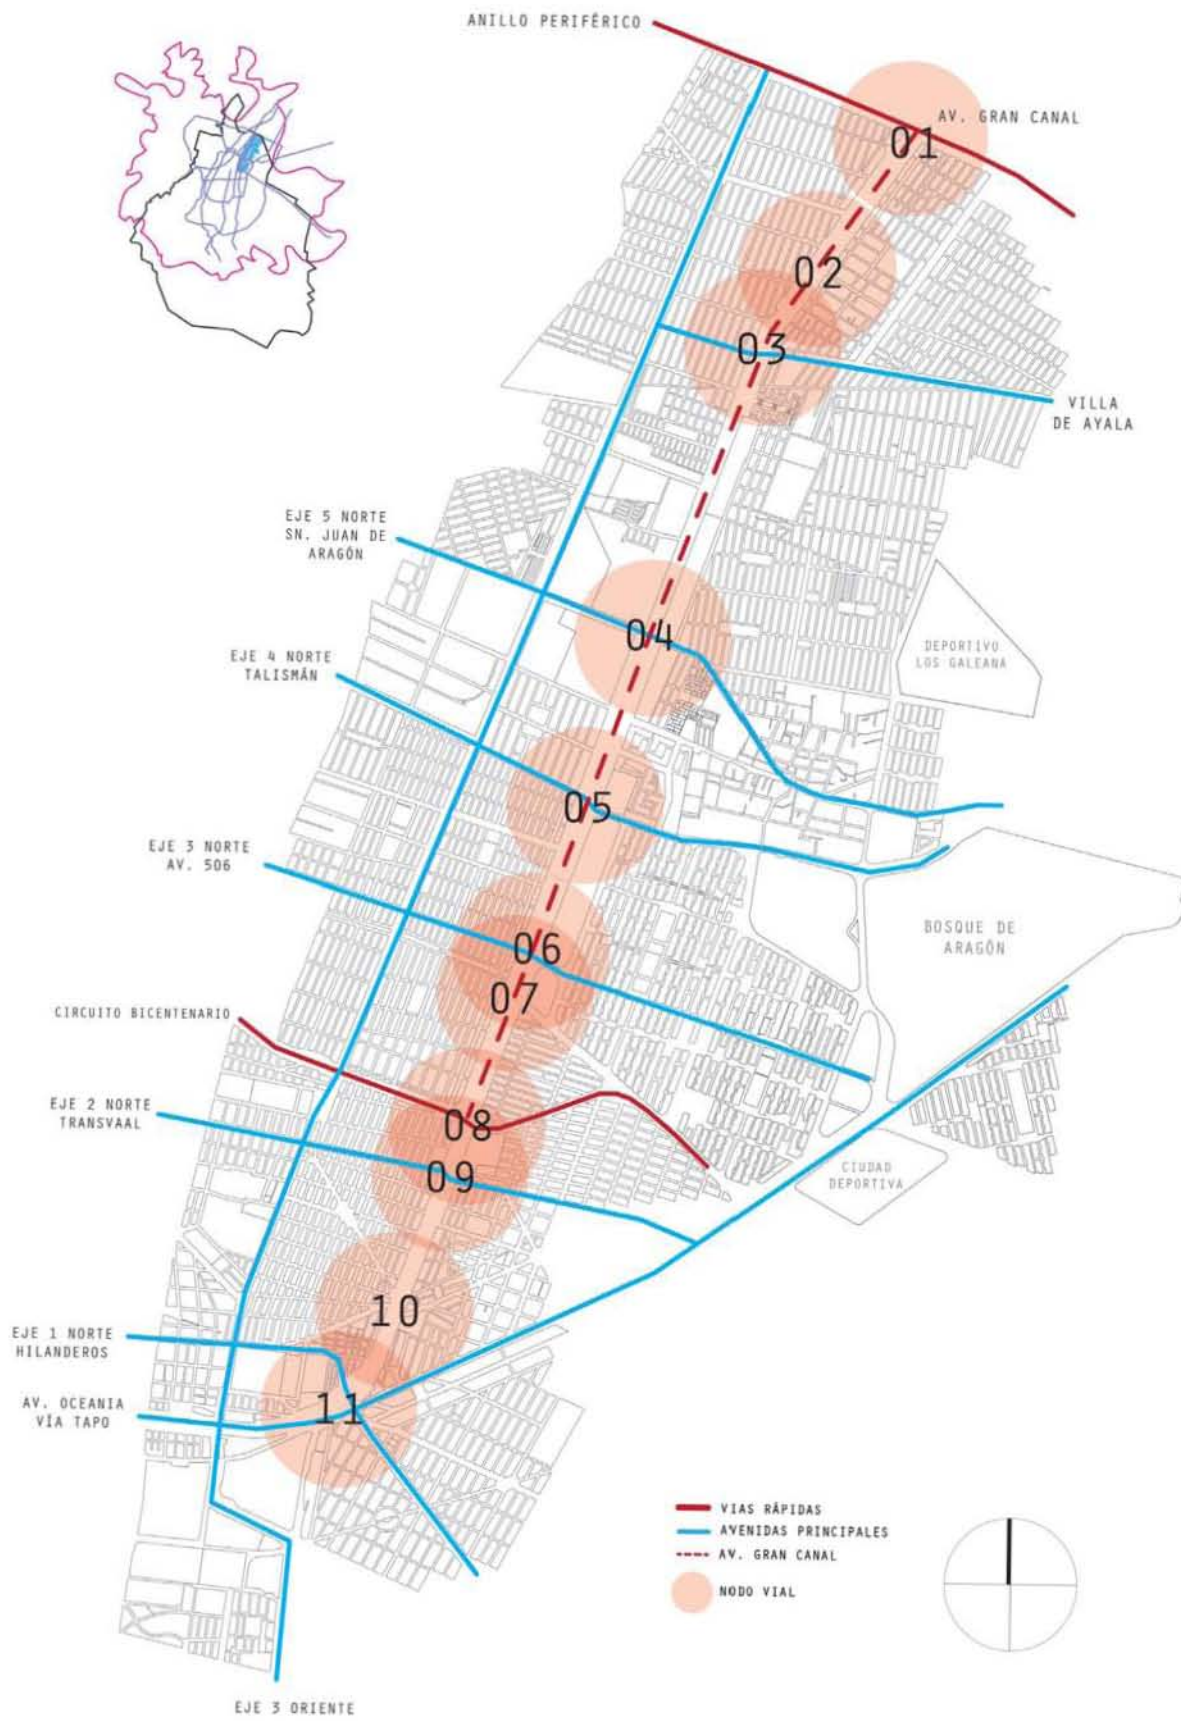 ANILLO PERIFÉRICO
AV. GRAN CANAL
01
02
03
VILLA
DE AYALA
EJE 5 NORTE
SN. JUAN DE
ARAGÓN
04
DEPORTIVO
LOS GALEANA
EJE 4 NORTE
TALISMÁN
05
EJE 3 NORTE
AV. 506
BOSQUE DE
ARAGÓN
06
07
CIRCUITO BICENTENARIO
EJE 2 NORTE
TRANSVAAL
08
09
CIUDAD
DEPORTIVA
10
EJE 1 NORTE
HILANDEROS
AV. OCEANIA
VÍA TAPO
11
VIAS RÁPIDAS
AVENIDAS PRINCIPALES
AV. GRAN CANAL
NODO VIAL
EJE 3 ORIENTE